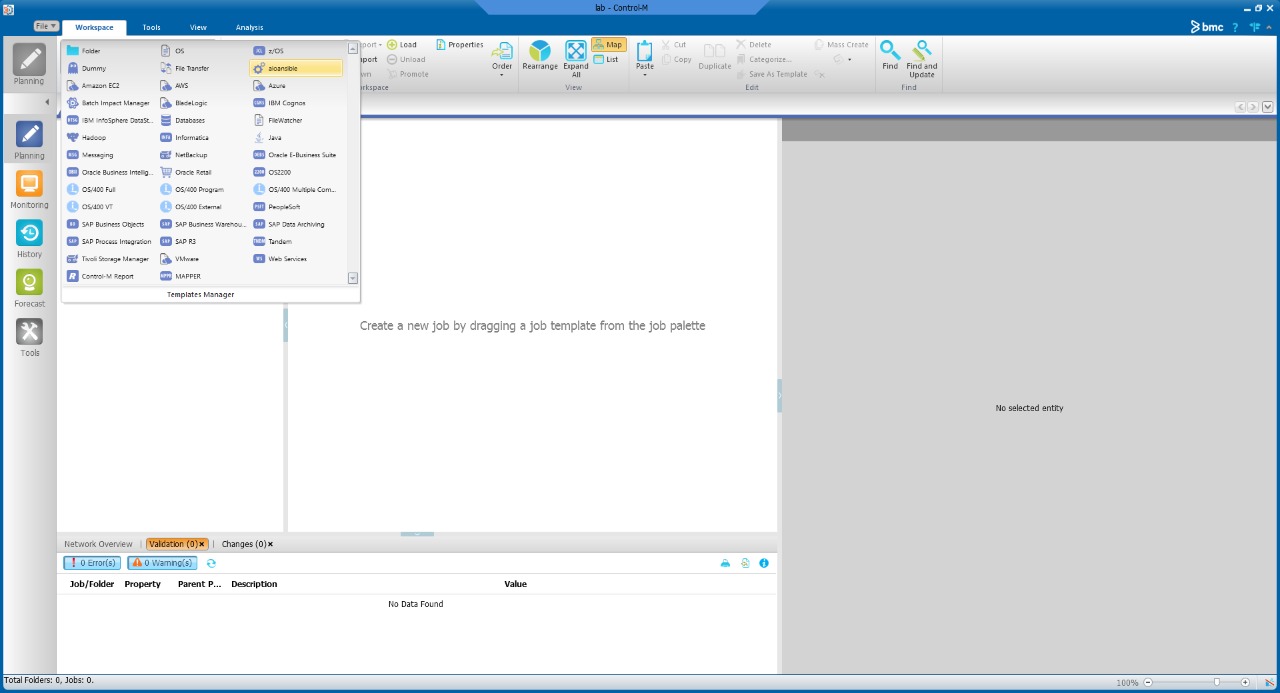 lab - Control-M
File
Workspace
Tools
View
Analysis
bmc
Planning
Folder
OS
z/OS
Dummy
File Transfer
aioansible
Amazon EC2
AWS
Azure
Batch Impact Manager
BladeLogic
IBM Cognos
IBM InfoSphere DataSt...
Databases
FileWatcher
Hadoop
Informatica
Java
Messaging
NetBackup
Oracle E-Business Suite
Oracle Business Intellig...
Oracle Retail
OS2200
OS/400 Full
OS/400 Program
OS/400 Multiple Com...
OS/400 VT
OS/400 External
PeopleSoft
SAP Business Objects
SAP Business Warehou...
SAP Data Archiving
SAP Process Integration
SAP R3
Tandem
Tivoli Storage Manager
VMware
Web Services
Control-M Report
MAPPER
Templates Manager
Load
Unload
Promote
Properties
Order
Rearrange
Expand
All
Map
List
View
Paste
Cut
Copy
Duplicate
Delete
Categorize...
Save As Template
Mass Create
Edit
Find
Find and
Update
Find
Planning
Monitoring
History
Forecast
Tools
Create a new job by dragging a job template from the job palette
No selected entity
Network Overview
Validation (0)
Changes (0)
0 Error(s)
0 Warning(s)
Job/Folder
Property
Parent P...
Description
Value
No Data Found
Total Folders: 0, Jobs: 0.
100%